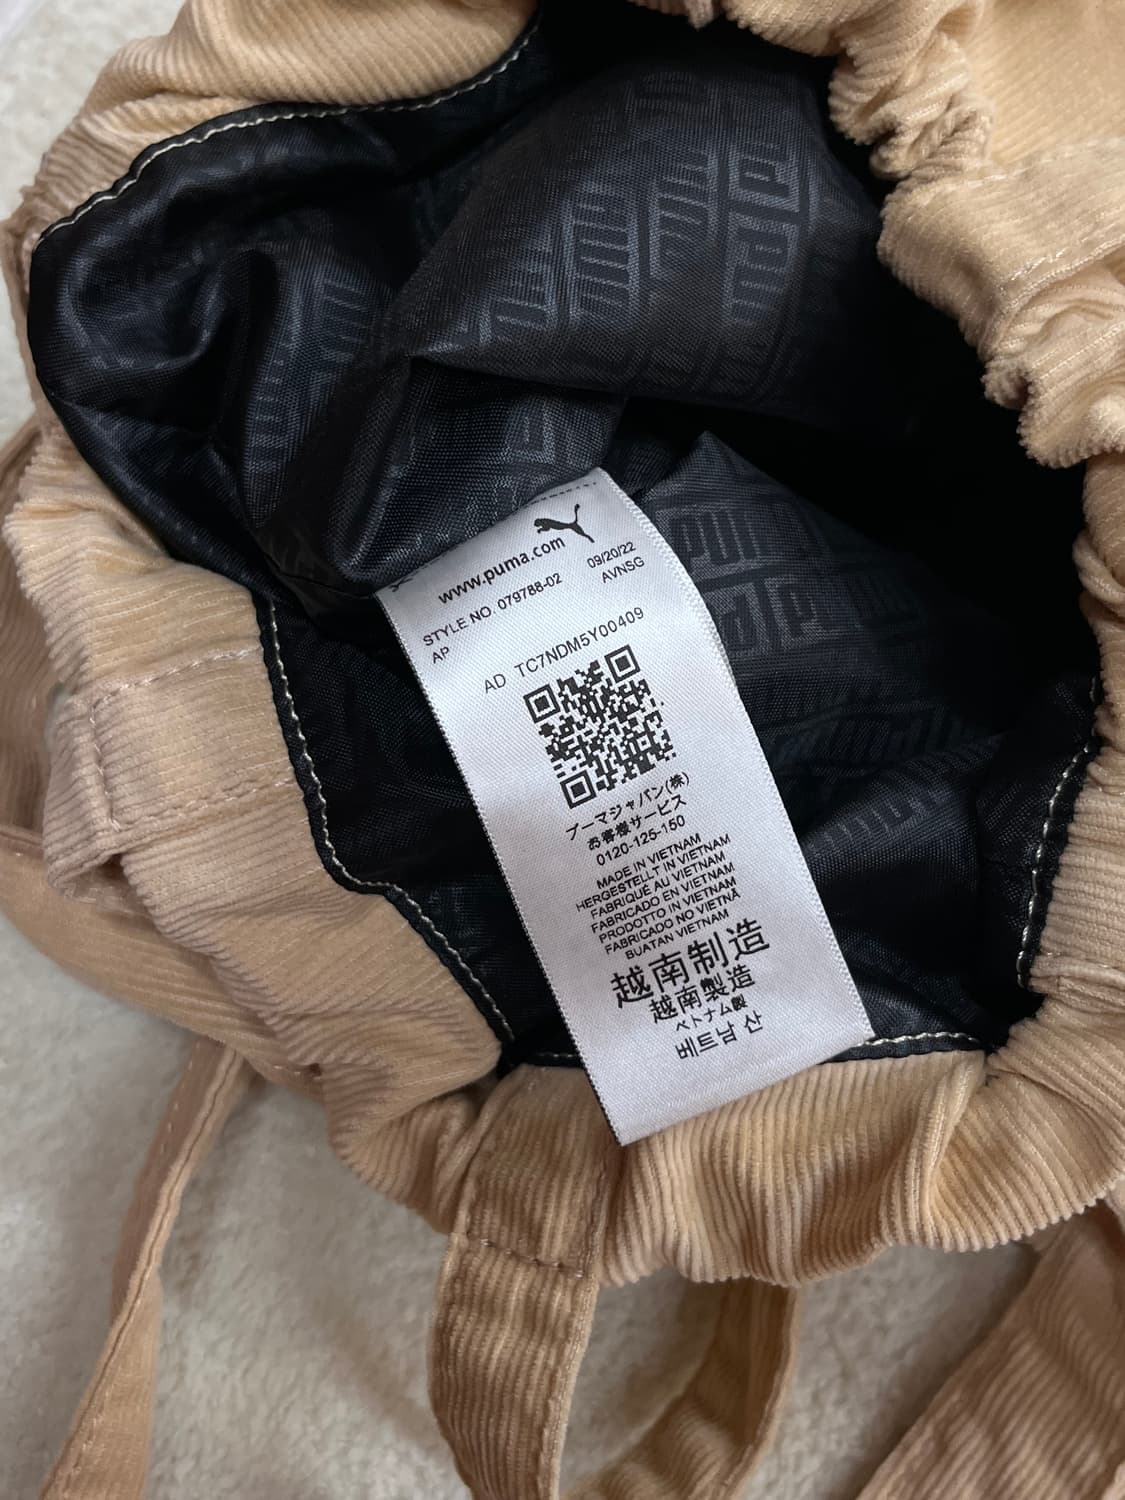 www.puma.com
STYLE NO. 079788-02 09/20/22
AP AVNSG
AD TC7NDM5Y00409
プーマジャパン(株)
お客様サービス
0120-125-150
MADE IN VIETNAM
HERGESTELLT IN VIETNAM
FABRIQUÉ AU VIETNAM
FABRICADO EN VIETNAM
PRODOTTO IN VIETNAM
FABRICADO NO VIETNÃ
BUATAN VIETNAM
越南制造
越南製造
ベトナム製
베트남 산